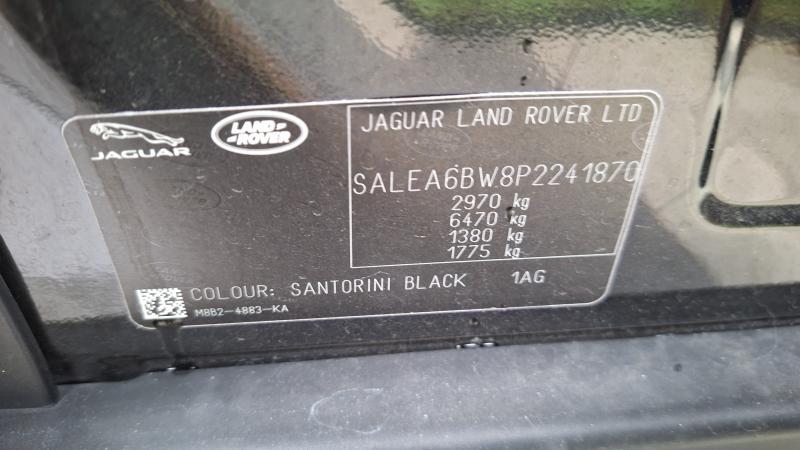 JAGUAR
LAND ROVER
JAGUAR LAND ROVER LTD
SALEA6BW8P2241870
2970 kg
6470 kg
1380 kg
1775 kg
COLOUR: SANTORINI BLACK 1AG
M8B2-4883-KA